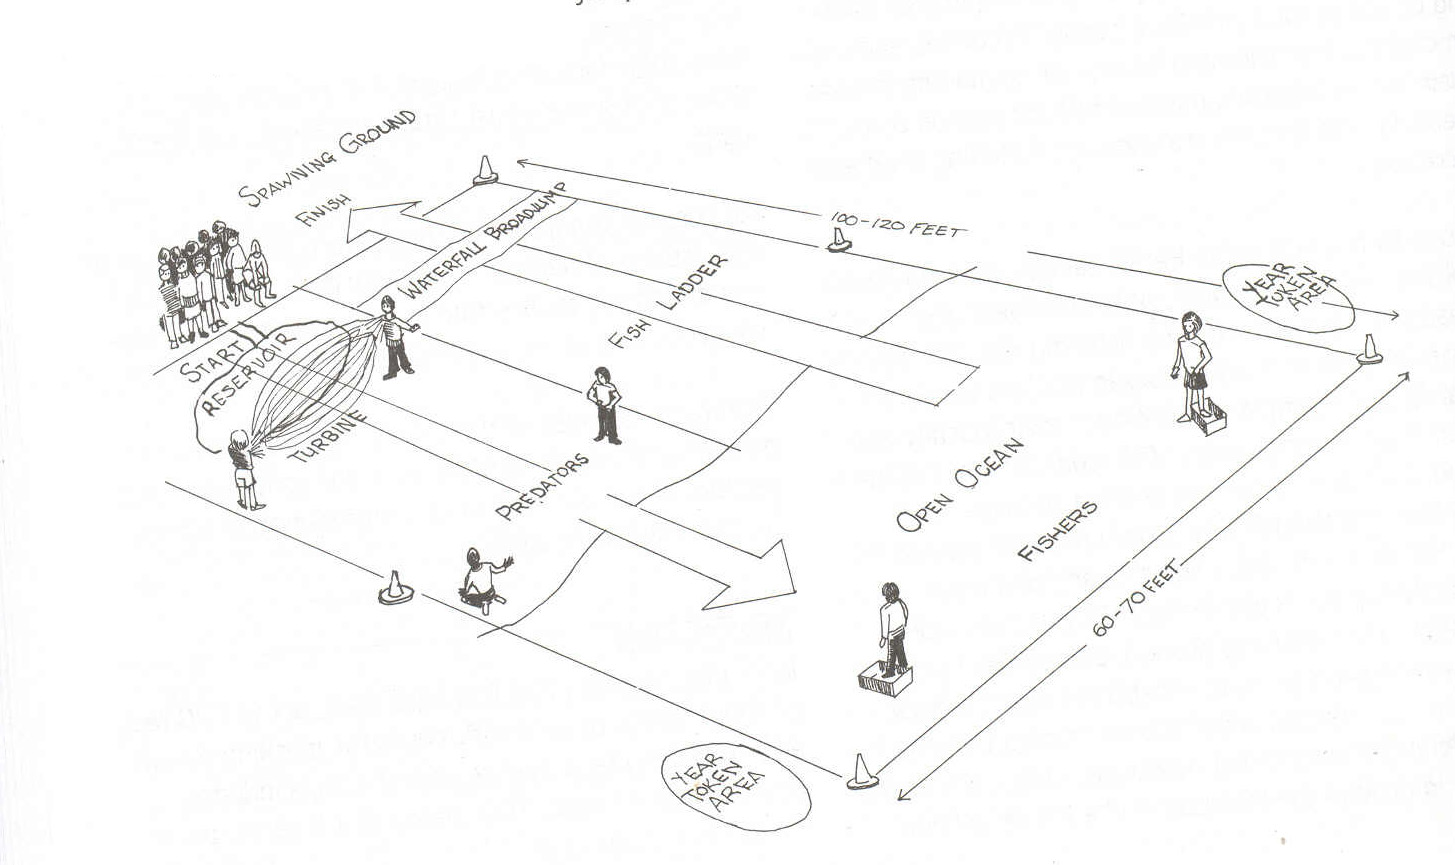 SPAWNING GROUND
FINISH
WATERFALL BROADJUMP
100-120 FEET
YEAR
TOKEN
AREA
FISH LADDER
START
RESERVOIR
TURBINE
PREDATORS
OPEN OCEAN
FISHERS
60-70 FEET
YEAR
TOKEN
AREA